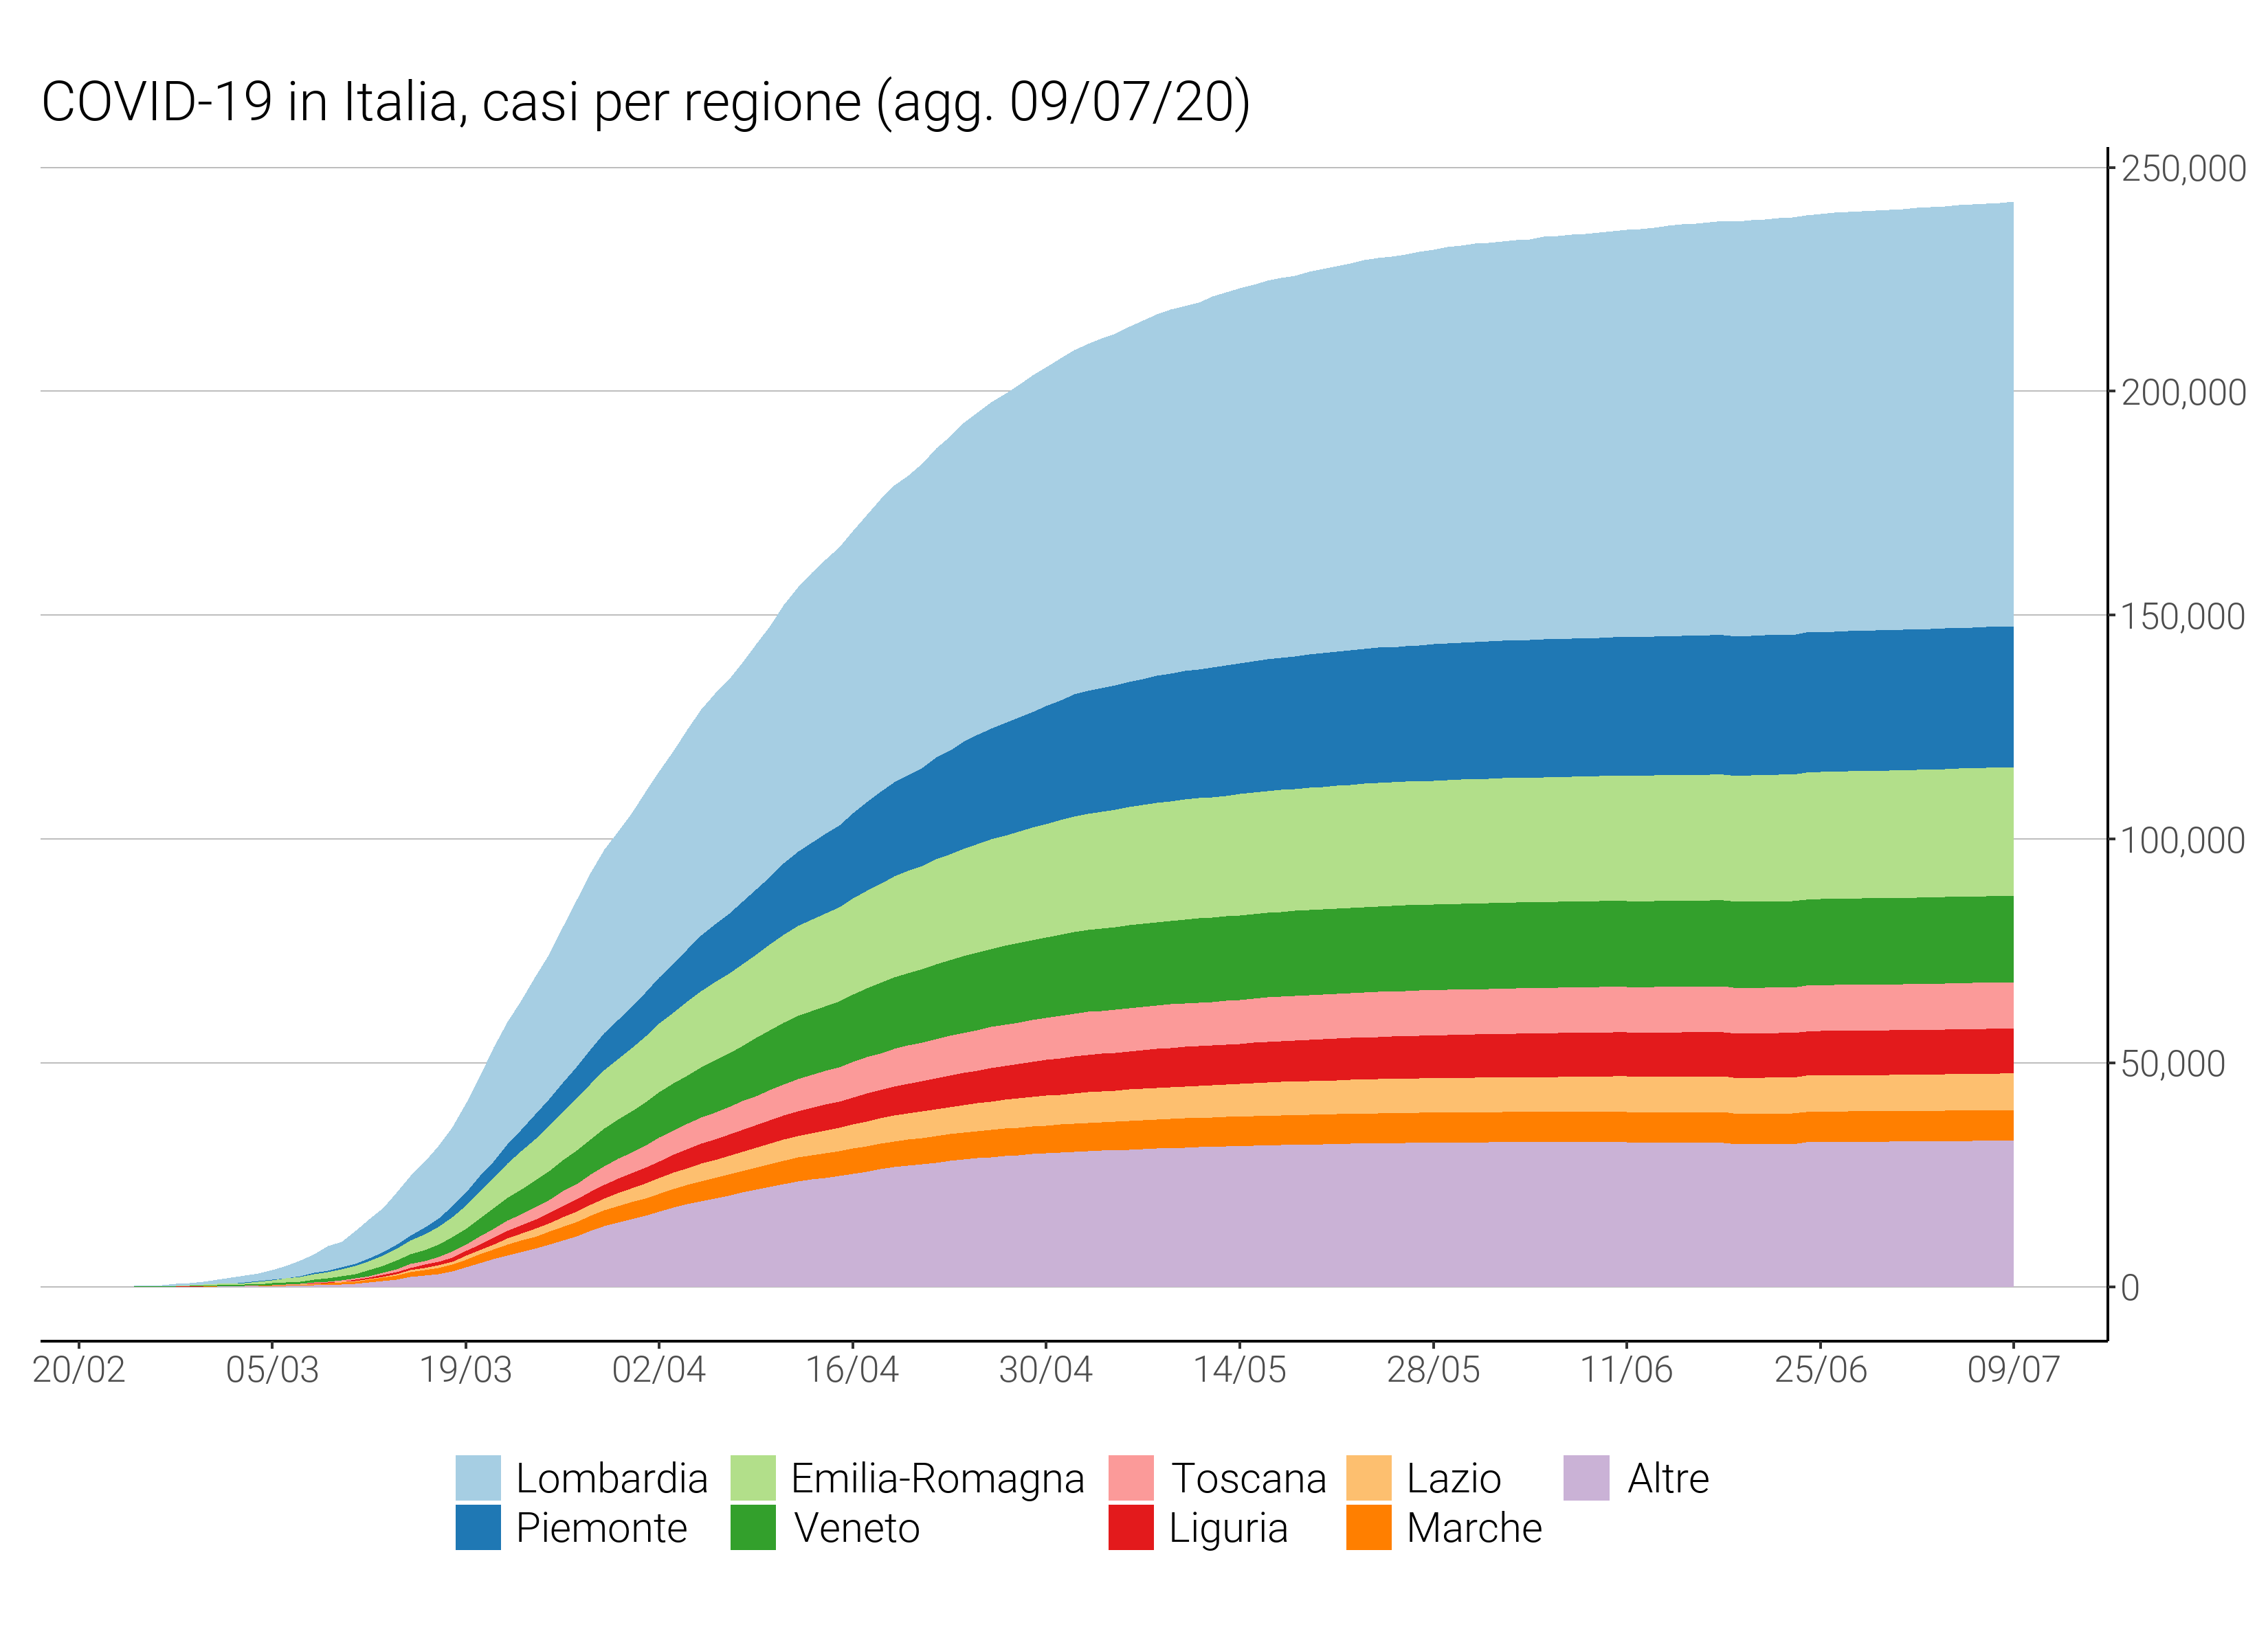 COVID-19 in Italia, casi per regione (agg. 09/07/20)
250,000
200,000
150,000
100,000
50,000
0
20/02 05/03 19/03 02/04 16/04 30/04 14/05 28/05 11/06 25/06 09/07
Lombardia Emilia-Romagna Toscana Lazio Altre
Piemonte Veneto Liguria Marche